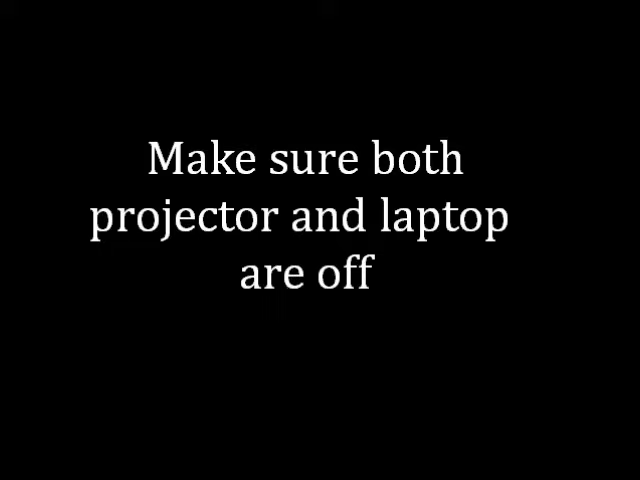 Make sure both
projector and laptop
are off